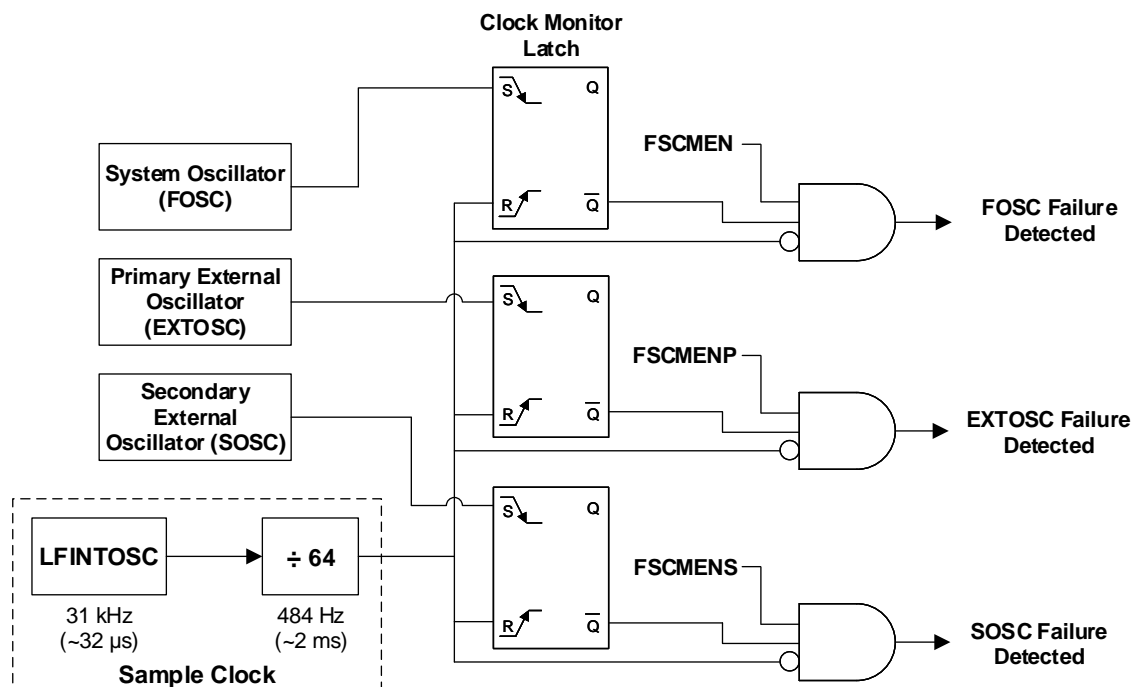 Clock Monitor
Latch
S
Q
R
Q̅
System Oscillator
(FOSC)
FSCMEN
FOSC Failure
Detected
Primary External
Oscillator
(EXTOSC)
S
Q
R
Q̅
FSCMENP
EXTOSC Failure
Detected
Secondary
External
Oscillator (SOSC)
S
Q
R
Q̅
FSCMENS
SOSC Failure
Detected
LFINTOSC
÷ 64
31 kHz
(~32 μs)
484 Hz
(~2 ms)
Sample Clock